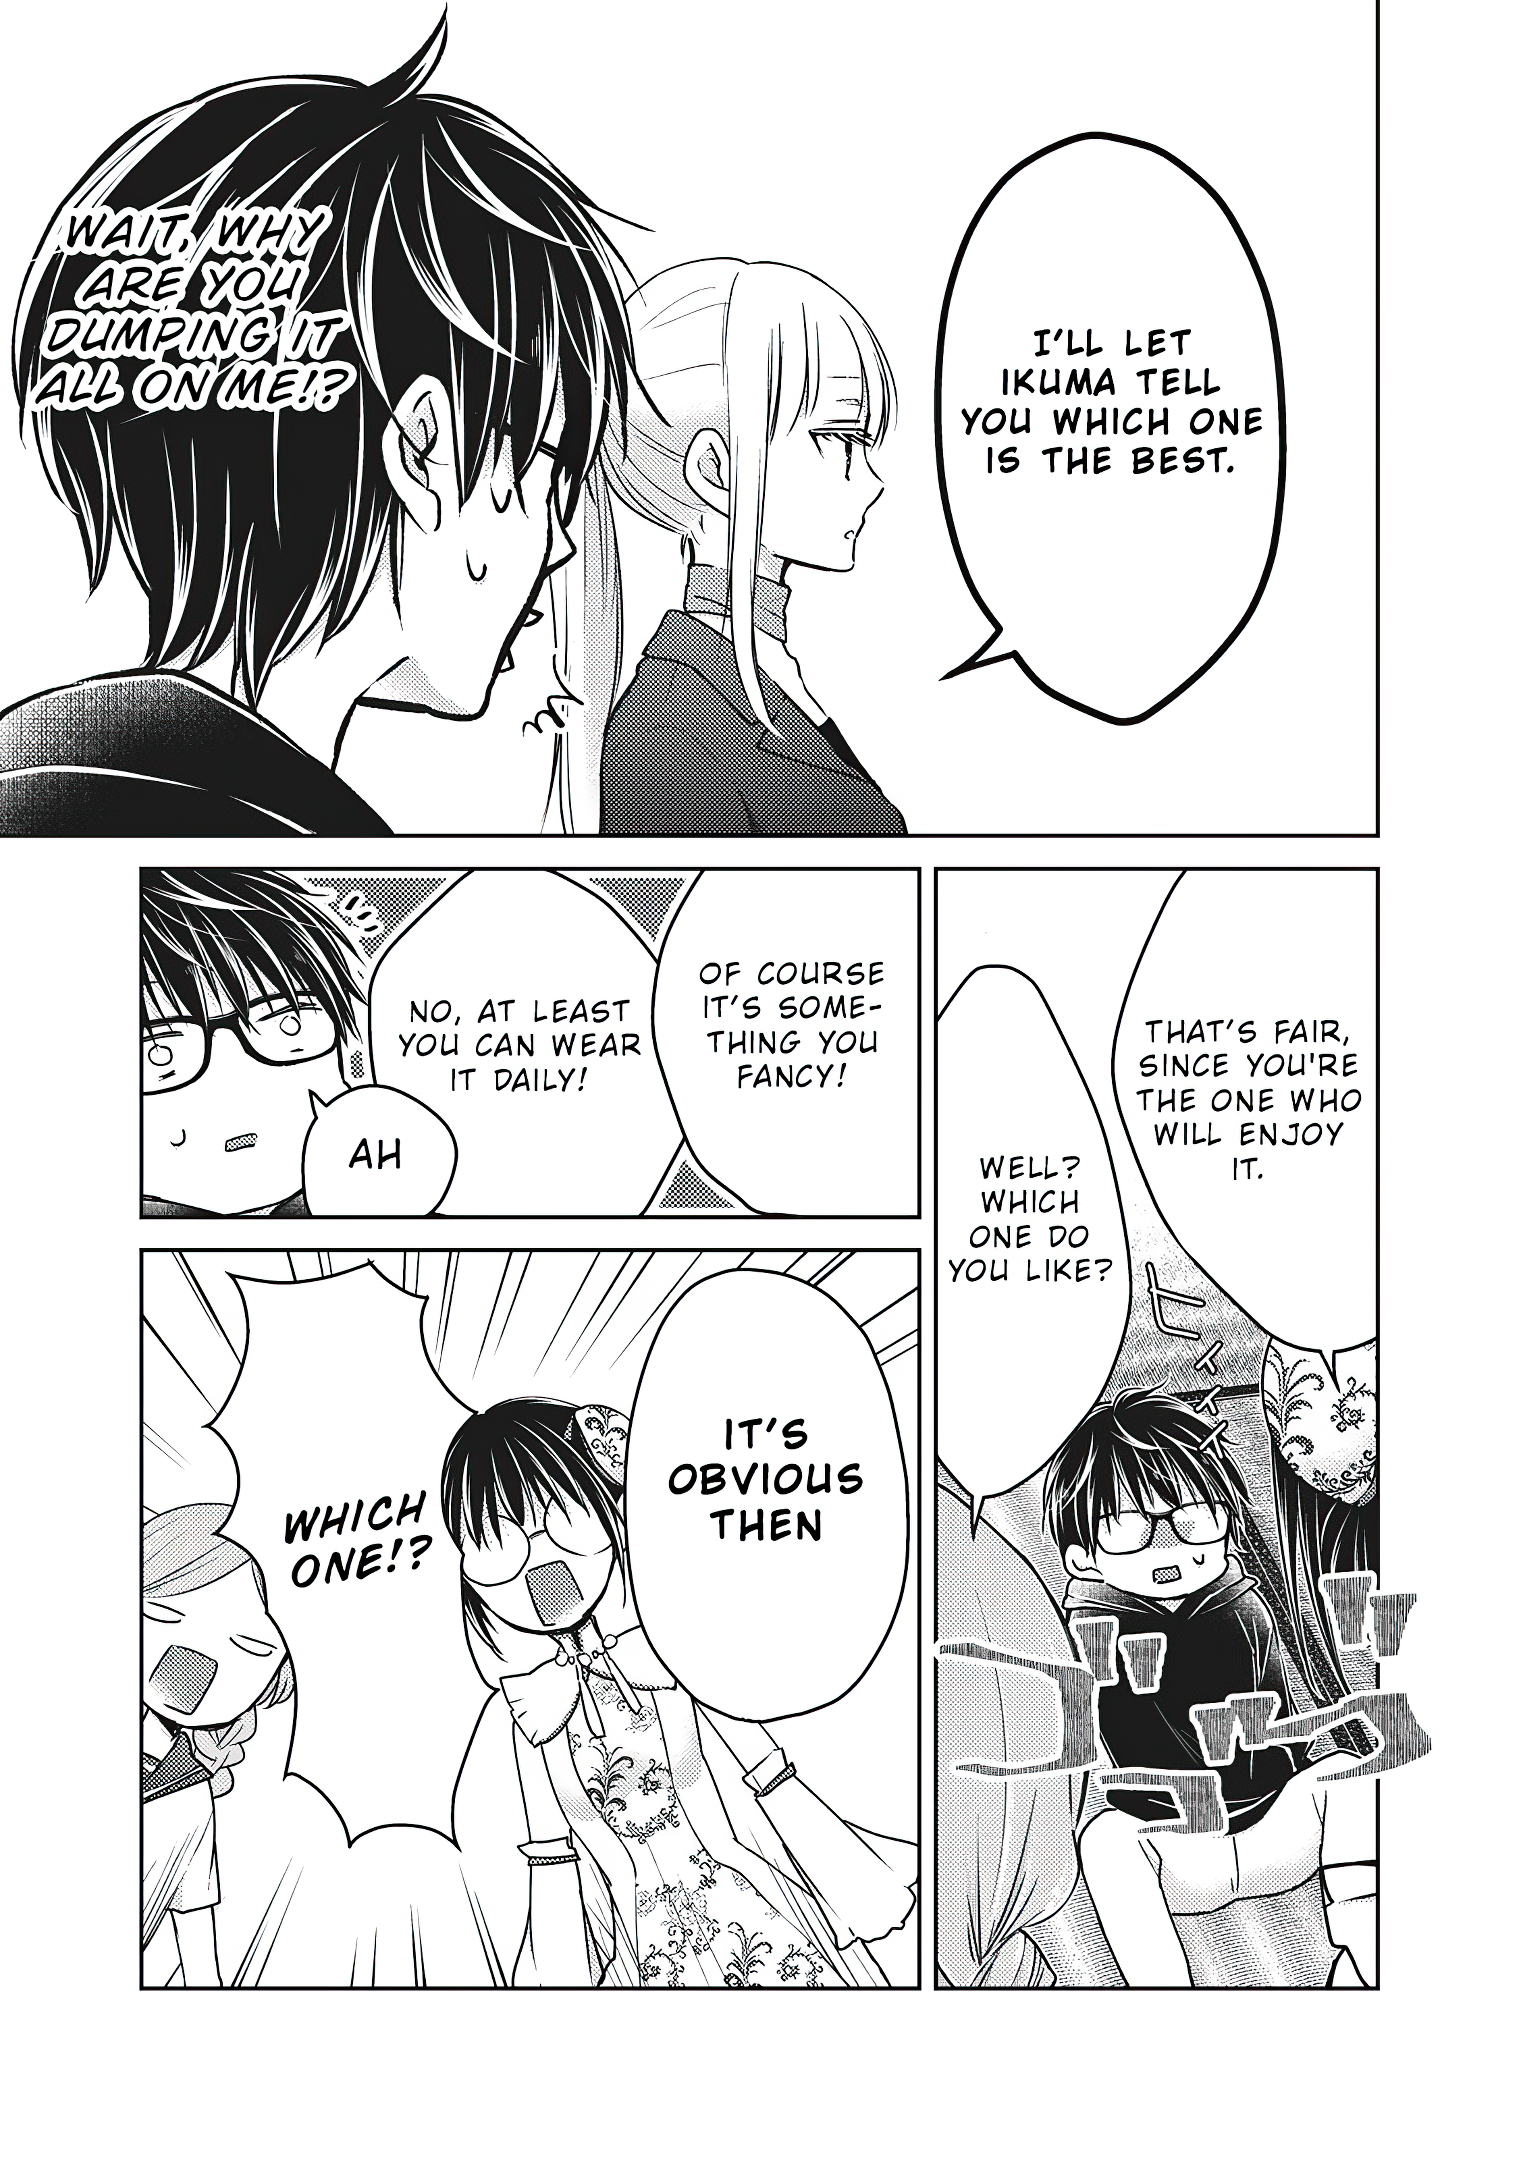 I'LL LET
IKUMA TELL
YOU WHICH ONE
IS THE BEST.
WAIT, WHY
ARE YOU
DUMPING IT
ALL ON ME!?
THAT'S FAIR,
SINCE YOU'RE
THE ONE WHO
WILL ENJOY
IT.
WELL?
WHICH
ONE DO
YOU LIKE?
OF COURSE
IT'S SOME-
THING YOU
FANCY!
NO, AT LEAST
YOU CAN WEAR
IT DAILY!
AH
IT'S
OBVIOUS
THEN
WHICH
ONE!?